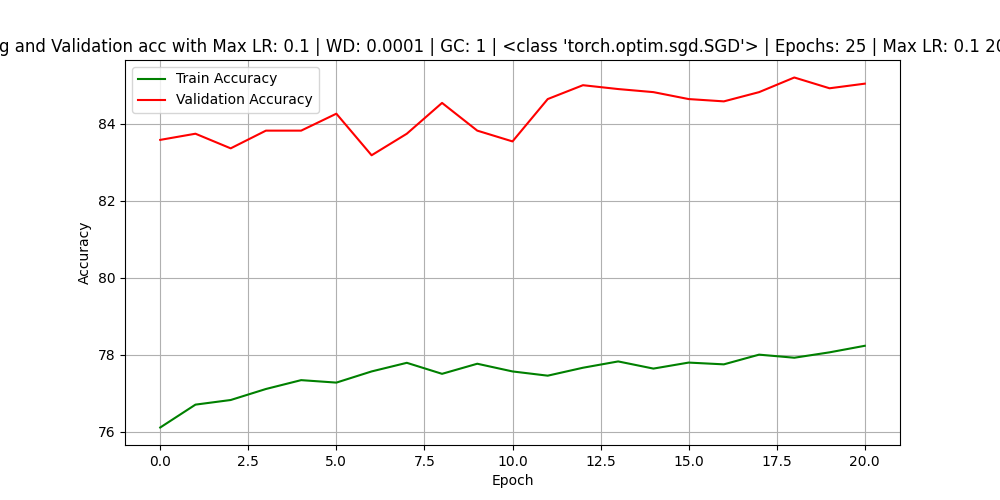 g and Validation acc with Max LR: 0.1 | WD: 0.0001 | GC: 1 | <class 'torch.optim.sgd.SGD'> | Epochs: 25 | Max LR: 0.1 20
Train Accuracy
Validation Accuracy
84
82
80
78
76
Accuracy
0.0 2.5 5.0 7.5 10.0 12.5 15.0 17.5 20.0
Epoch